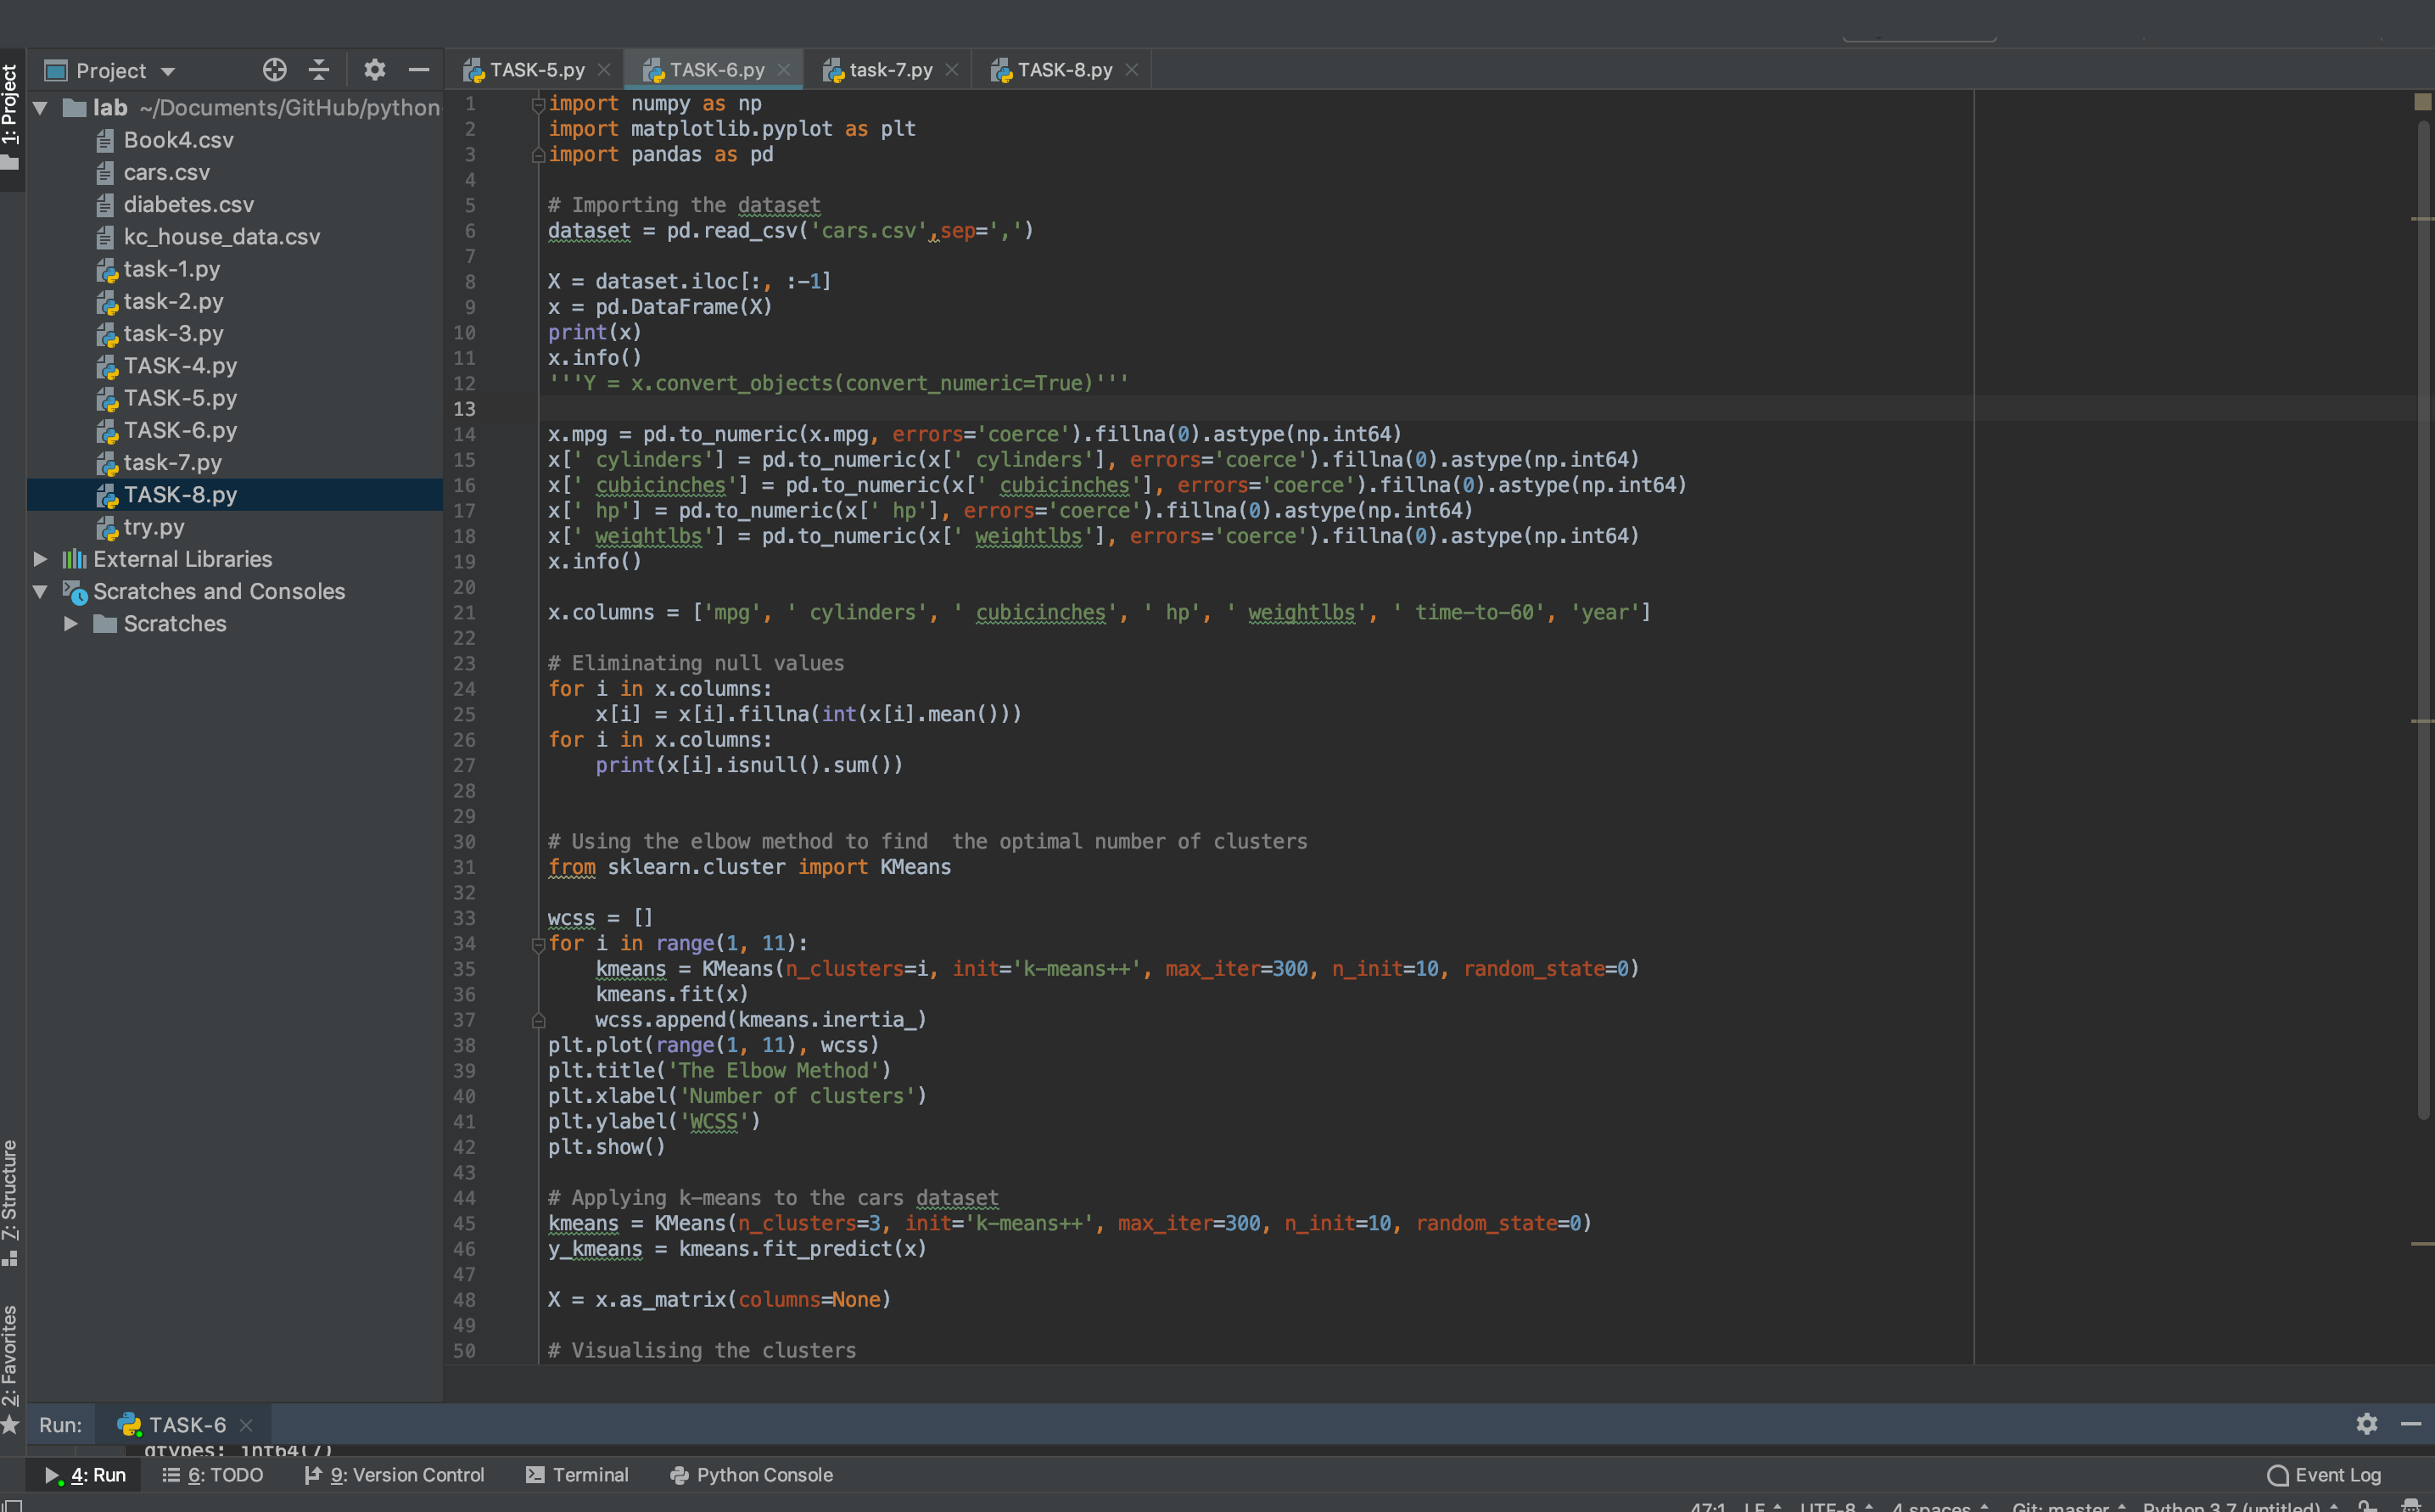 Project
lab ~/Documents/GitHub/python
Book4.csv
cars.csv
diabetes.csv
kc_house_data.csv
task-1.py
task-2.py
task-3.py
TASK-4.py
TASK-5.py
TASK-6.py
task-7.py
TASK-8.py
try.py
External Libraries
Scratches and Consoles
Scratches
1: Project
7: Structure
2: Favorites
TASK-5.py TASK-6.py task-7.py TASK-8.py
1 import numpy as np
2 import matplotlib.pyplot as plt
3 import pandas as pd
4
5 # Importing the dataset
6 dataset = pd.read_csv('cars.csv',sep=',')
7
8 X = dataset.iloc[:, :-1]
9 x = pd.DataFrame(X)
10 print(x)
11 x.info()
12 '''Y = x.convert_objects(convert_numeric=True)'''
13
14 x.mpg = pd.to_numeric(x.mpg, errors='coerce').fillna(0).astype(np.int64)
15 x[' cylinders'] = pd.to_numeric(x[' cylinders'], errors='coerce').fillna(0).astype(np.int64)
16 x[' cubicinches'] = pd.to_numeric(x[' cubicinches'], errors='coerce').fillna(0).astype(np.int64)
17 x[' hp'] = pd.to_numeric(x[' hp'], errors='coerce').fillna(0).astype(np.int64)
18 x[' weightlbs'] = pd.to_numeric(x[' weightlbs'], errors='coerce').fillna(0).astype(np.int64)
19 x.info()
20
21 x.columns = ['mpg', ' cylinders', ' cubicinches', ' hp', ' weightlbs', ' time-to-60', 'year']
22
23 # Eliminating null values
24 for i in x.columns:
25     x[i] = x[i].fillna(int(x[i].mean()))
26 for i in x.columns:
27     print(x[i].isnull().sum())
28
29
30 # Using the elbow method to find  the optimal number of clusters
31 from sklearn.cluster import KMeans
32
33 wcss = []
34 for i in range(1, 11):
35     kmeans = KMeans(n_clusters=i, init='k-means++', max_iter=300, n_init=10, random_state=0)
36     kmeans.fit(x)
37     wcss.append(kmeans.inertia_)
38 plt.plot(range(1, 11), wcss)
39 plt.title('The Elbow Method')
40 plt.xlabel('Number of clusters')
41 plt.ylabel('WCSS')
42 plt.show()
43
44 # Applying k-means to the cars dataset
45 kmeans = KMeans(n_clusters=3, init='k-means++', max_iter=300, n_init=10, random_state=0)
46 y_kmeans = kmeans.fit_predict(x)
47
48 X = x.as_matrix(columns=None)
49
50 # Visualising the clusters
Run: TASK-6
dtypes: int64(7)
4: Run 6: TODO 9: Version Control Terminal Python Console Event Log
47:1 LF UTF-8 4 spaces Git: master Python 3.7 (untitled)